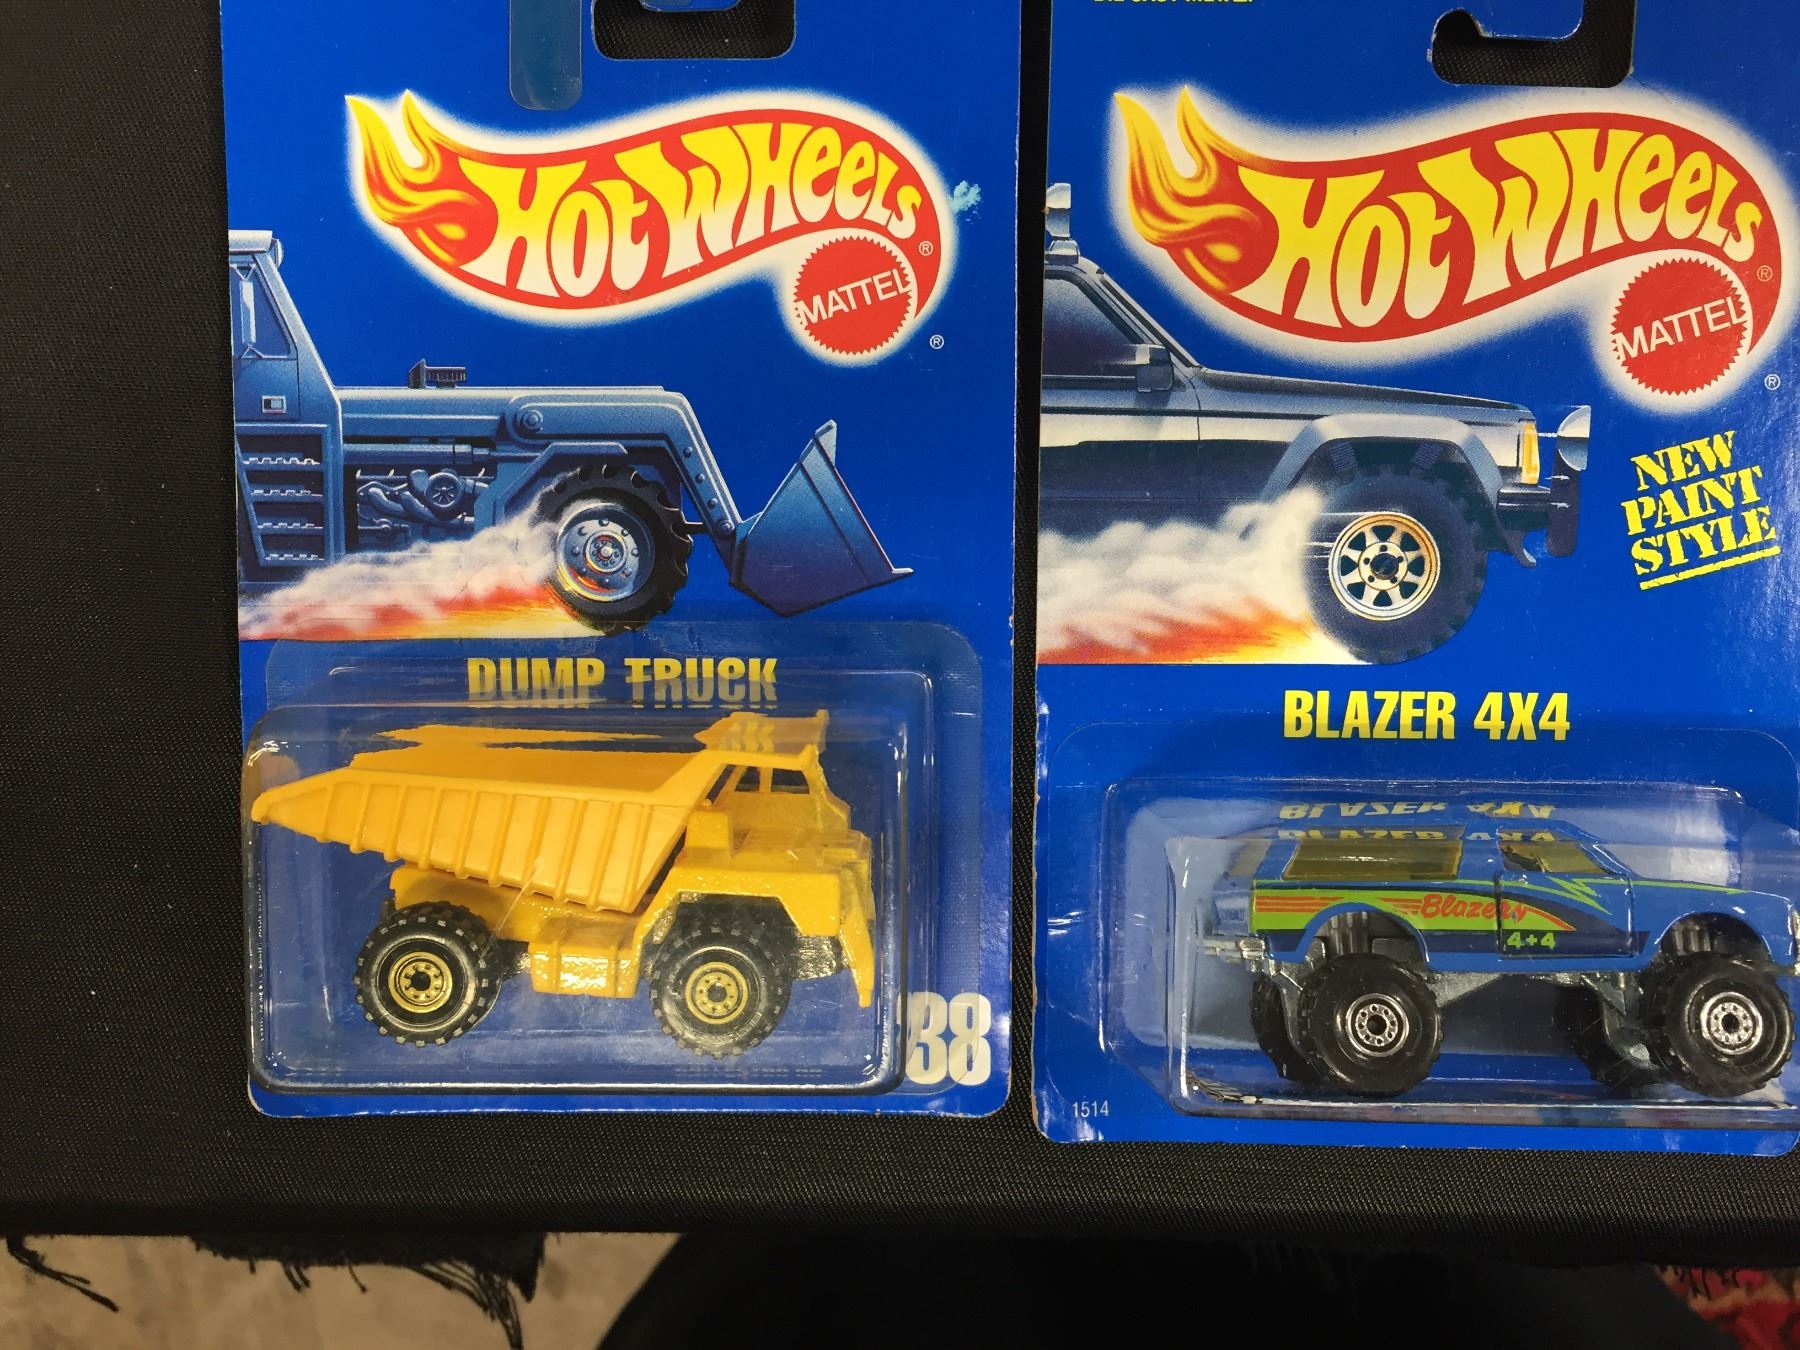 HOT WHEELS®
MATTEL
®
DUMP TRUCK
38
HOT WHEELS®
MATTEL
®
NEW
PAINT
STYLE
BLAZER 4X4
Blazer
4+4
1514